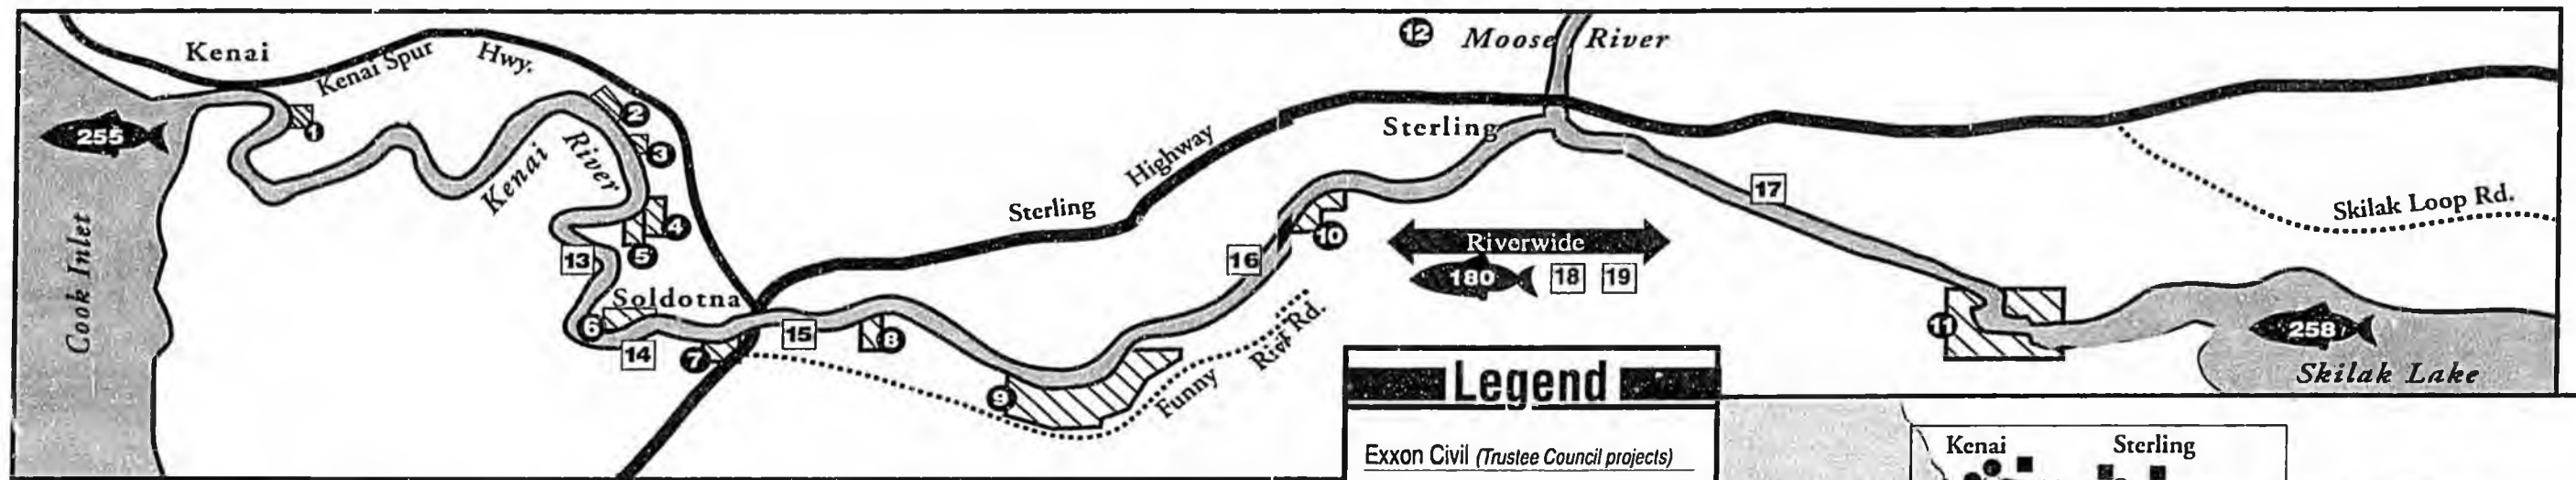 Kenai
Kenai Spur Hwy.
12 Moose River
1
2
255
3
Sterling
Kenai River
Highway
17
Sterling
Skilak Loop Rd.
4
10
5
Riverwide
13
16
180 18 19
Cook Inlet
Soldotna
6
15
8
11
258
14
7
Funny Rivr Rd.
Skilak Lake
9
Legend
Exxon Civil (Trustee Council projects)
Kenai Sterling